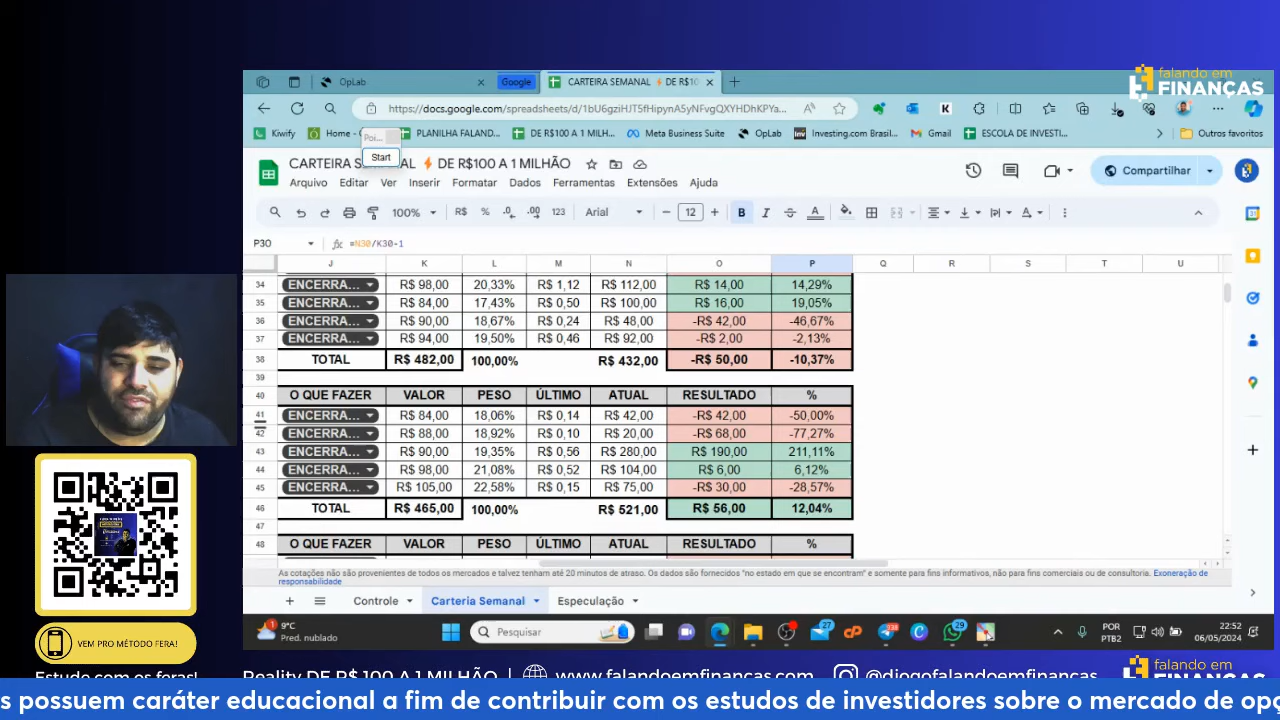 OpLab
Google
CARTEIRA SEMANAL ⚡ DE R$10
falando em
FINANÇAS
https://docs.google.com/spreadsheets/d/1bU6gziHJT5fHipynASyNFvgQXYHDhKPYa...
Kiwify
Home -
PLANILHA FALAND...
DE R$100 A 1 MILH...
Meta Business Suite
OpLab
Investing.com Brasil...
Gmail
ESCOLA DE INVESTI...
Outros favoritos
Poi...
Start
CARTEIRA SEMANAL ⚡ DE R$100 A 1 MILHÃO
Compartilhar
Arquivo Editar Ver Inserir Formatar Dados Ferramentas Extensões Ajuda
100% R$ % .0 .00 123 Arial 12 B I
P30 =N30/K30-1
J K L M N O P Q R S T U
34 ENCERRA... R$ 98,00 20,33% R$ 1,12 R$ 112,00 R$ 14,00 14,29%
35 ENCERRA... R$ 84,00 17,43% R$ 0,50 R$ 100,00 R$ 16,00 19,05%
36 ENCERRA... R$ 90,00 18,67% R$ 0,24 R$ 48,00 -R$ 42,00 -46,67%
37 ENCERRA... R$ 94,00 19,50% R$ 0,46 R$ 92,00 -R$ 2,00 -2,13%
38 TOTAL R$ 482,00 100,00% R$ 432,00 -R$ 50,00 -10,37%
39
40 O QUE FAZER VALOR PESO ÚLTIMO ATUAL RESULTADO %
41 ENCERRA... R$ 84,00 18,06% R$ 0,14 R$ 42,00 -R$ 42,00 -50,00%
42 ENCERRA... R$ 88,00 18,92% R$ 0,10 R$ 20,00 -R$ 68,00 -77,27%
43 ENCERRA... R$ 90,00 19,35% R$ 0,56 R$ 280,00 R$ 190,00 211,11%
44 ENCERRA... R$ 98,00 21,08% R$ 0,52 R$ 104,00 R$ 6,00 6,12%
45 ENCERRA... R$ 105,00 22,58% R$ 0,15 R$ 75,00 -R$ 30,00 -28,57%
46 TOTAL R$ 465,00 100,00% R$ 521,00 R$ 56,00 12,04%
47
48 O QUE FAZER VALOR PESO ÚLTIMO ATUAL RESULTADO %
As cotações não são provenientes de todos os mercados e talvez tenham até 20 minutos de atraso. Os dados são fornecidos "no estado em que se encontram" e somente para fins informativos, não para fins comerciais ou de consultoria. Exoneração de
responsabilidade
Controle Carteria Semanal Especulação
9°C
Pred. nublado
Pesquisar
27
29
POR
PTB2
22:52
06/05/2024
VEM PRO MÉTODO FERA!
Estude com os feras!
Reality DE R$ 100 A 1 MILHÃO | www.falandoemfinancas.com @diogofalandoemfinancas
falando em
FINANÇAS
s possuem caráter educacional a fim de contribuir com os estudos de investidores sobre o mercado de opç